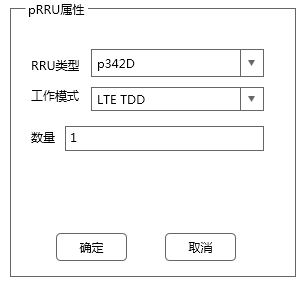 pRRU属性
RRU类型 p342D
工作模式 LTE TDD
数量 1
确定 取消